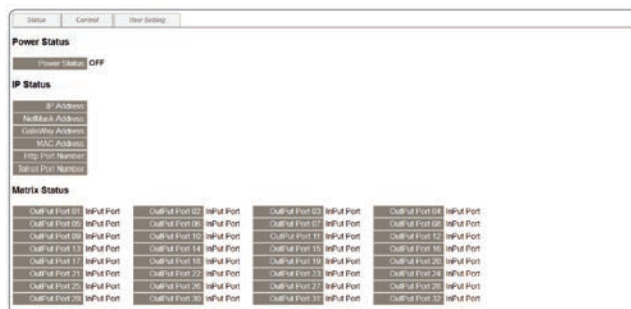 Status Control User Setting
Power Status
Power Status: OFF
IP Status
IP Address:
NetMask Address:
GateWay Address:
MAC Address:
Http Port Number:
Telnet Port Number:
Matrix Status
OutPut Port 01: InPut Port OutPut Port 02: InPut Port OutPut Port 03: InPut Port OutPut Port 04: InPut Port
OutPut Port 05: InPut Port OutPut Port 06: InPut Port OutPut Port 07: InPut Port OutPut Port 08: InPut Port
OutPut Port 09: InPut Port OutPut Port 10: InPut Port OutPut Port 11: InPut Port OutPut Port 12: InPut Port
OutPut Port 13: InPut Port OutPut Port 14: InPut Port OutPut Port 15: InPut Port OutPut Port 16: InPut Port
OutPut Port 17: InPut Port OutPut Port 18: InPut Port OutPut Port 19: InPut Port OutPut Port 20: InPut Port
OutPut Port 21: InPut Port OutPut Port 22: InPut Port OutPut Port 23: InPut Port OutPut Port 24: InPut Port
OutPut Port 25: InPut Port OutPut Port 26: InPut Port OutPut Port 27: InPut Port OutPut Port 28: InPut Port
OutPut Port 29: InPut Port OutPut Port 30: InPut Port OutPut Port 31: InPut Port OutPut Port 32: InPut Port